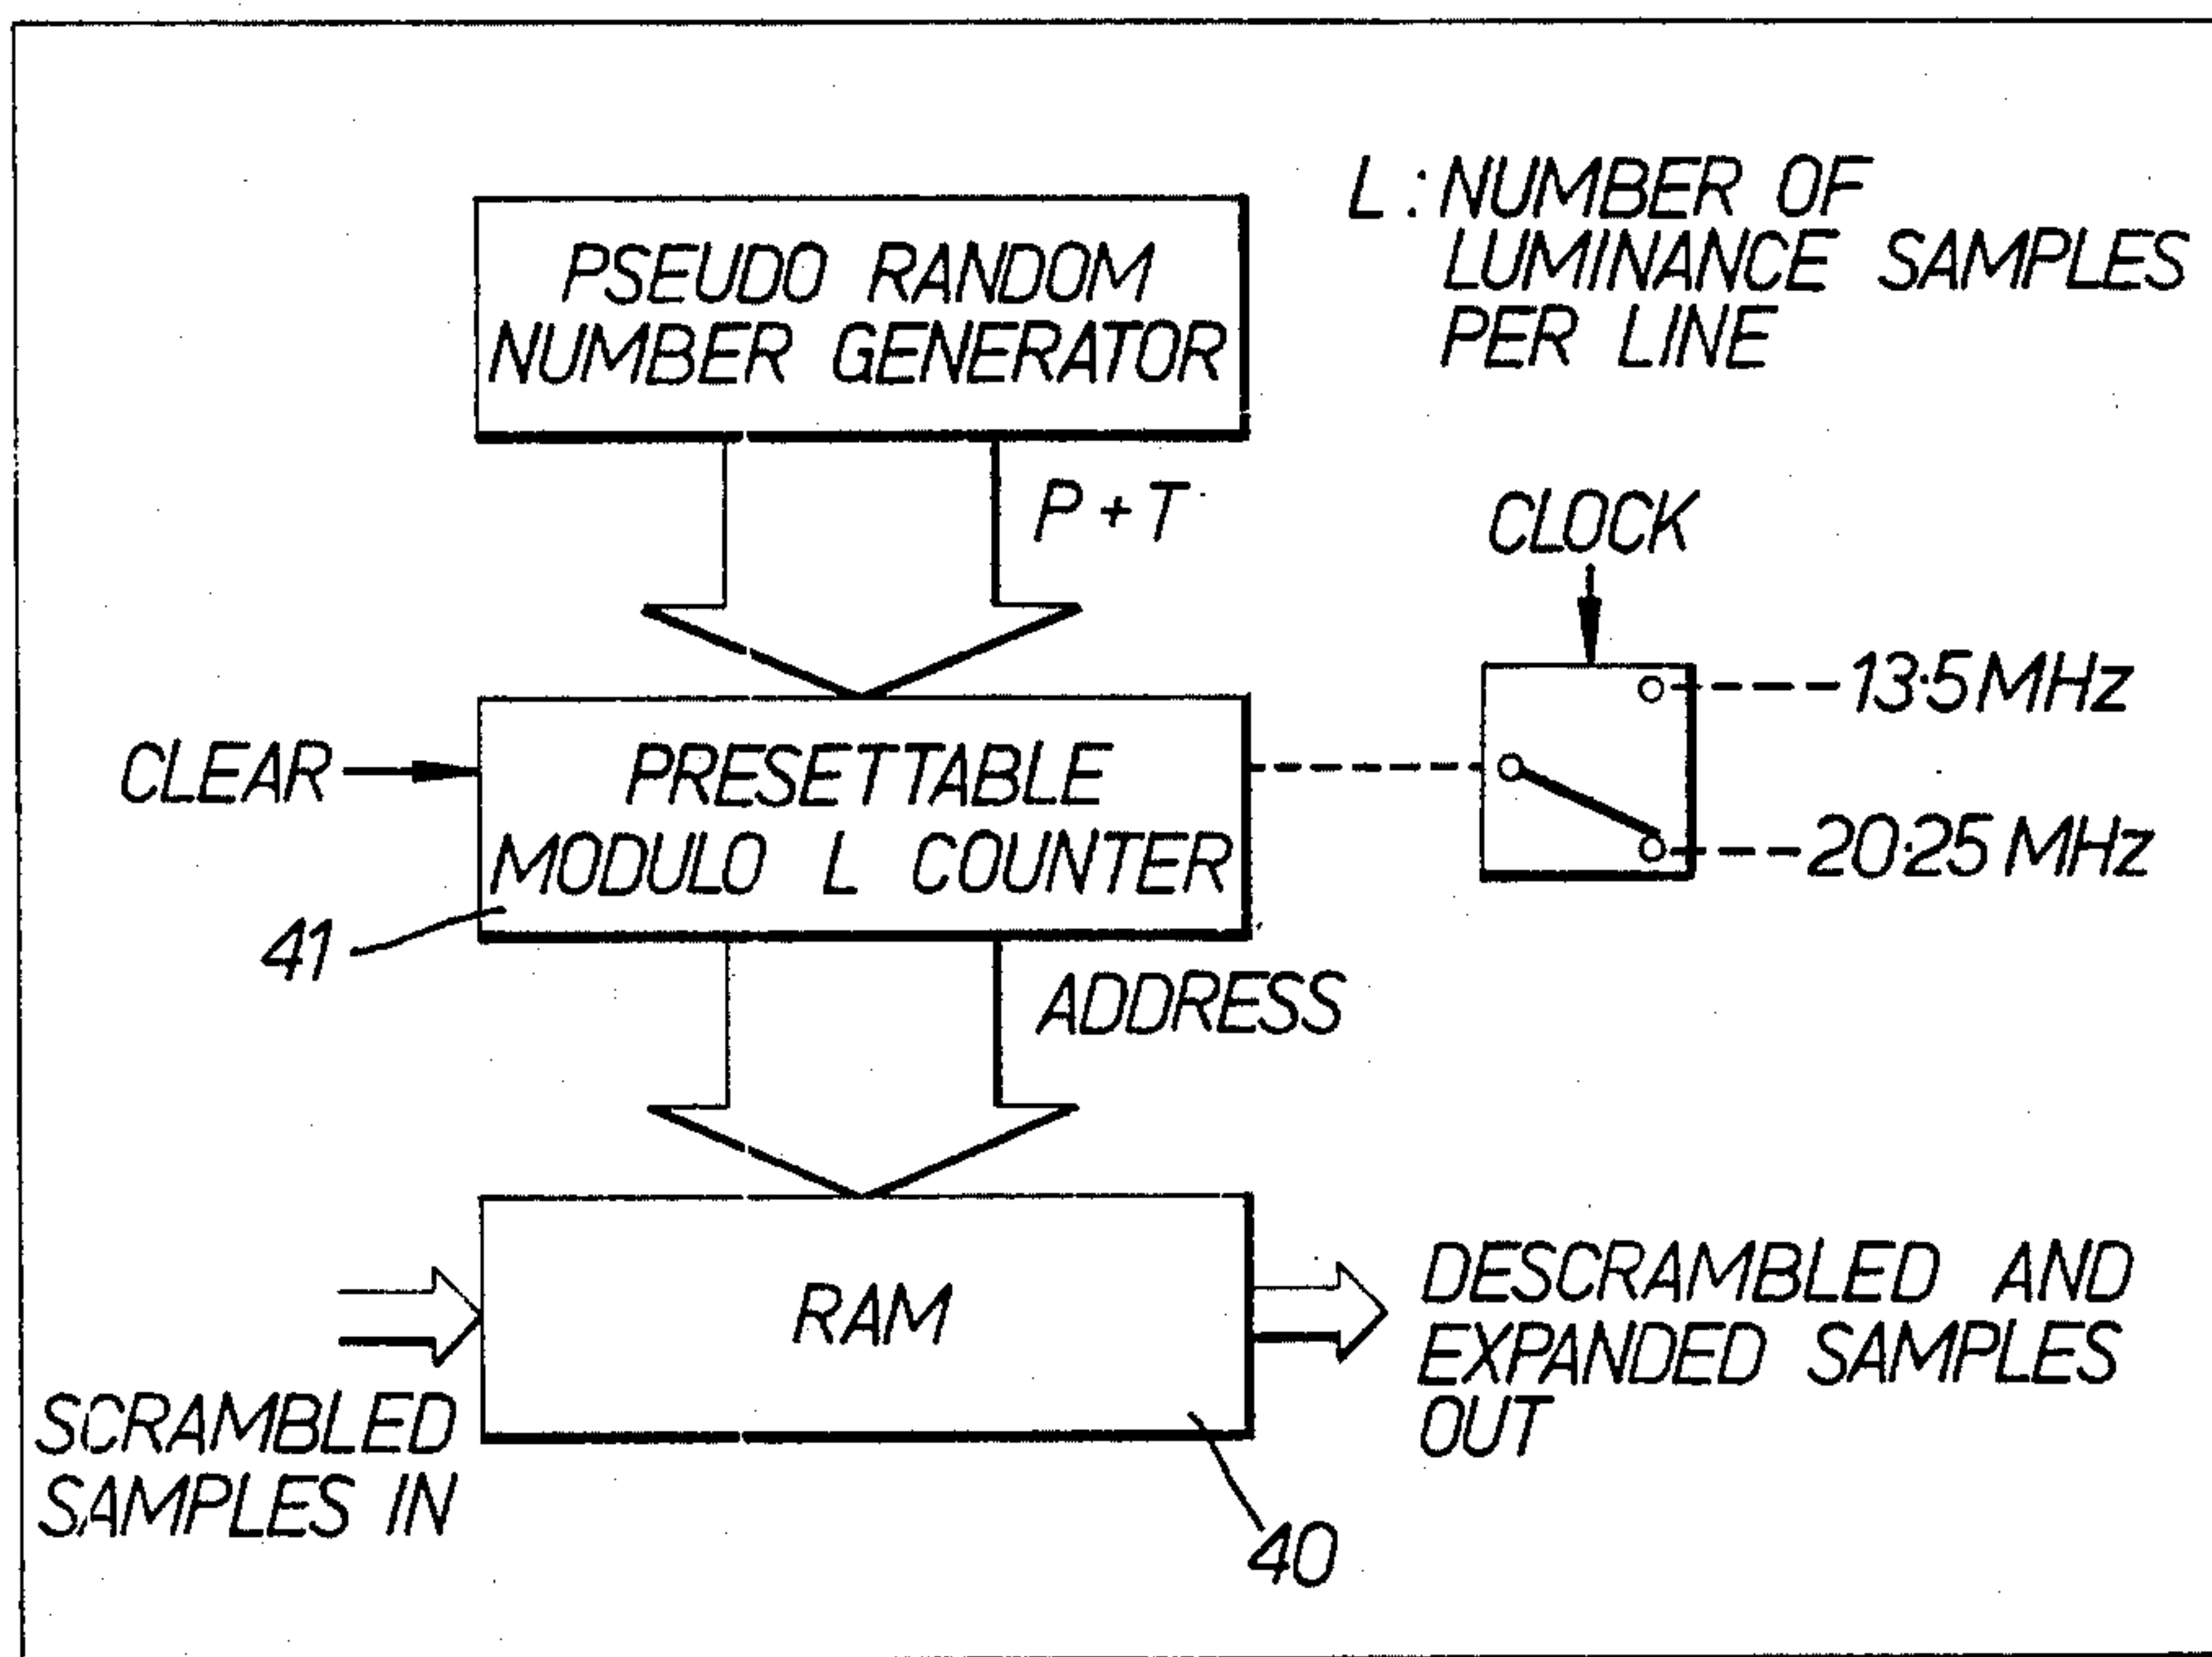 PSEUDO RANDOM
NUMBER GENERATOR
L : NUMBER OF
LUMINANCE SAMPLES
PER LINE
P + T
CLOCK
13·5 MHz
20·25 MHz
CLEAR
PRESETTABLE
MODULO L COUNTER
41
ADDRESS
RAM
SCRAMBLED
SAMPLES IN
DESCRAMBLED AND
EXPANDED SAMPLES
OUT
40